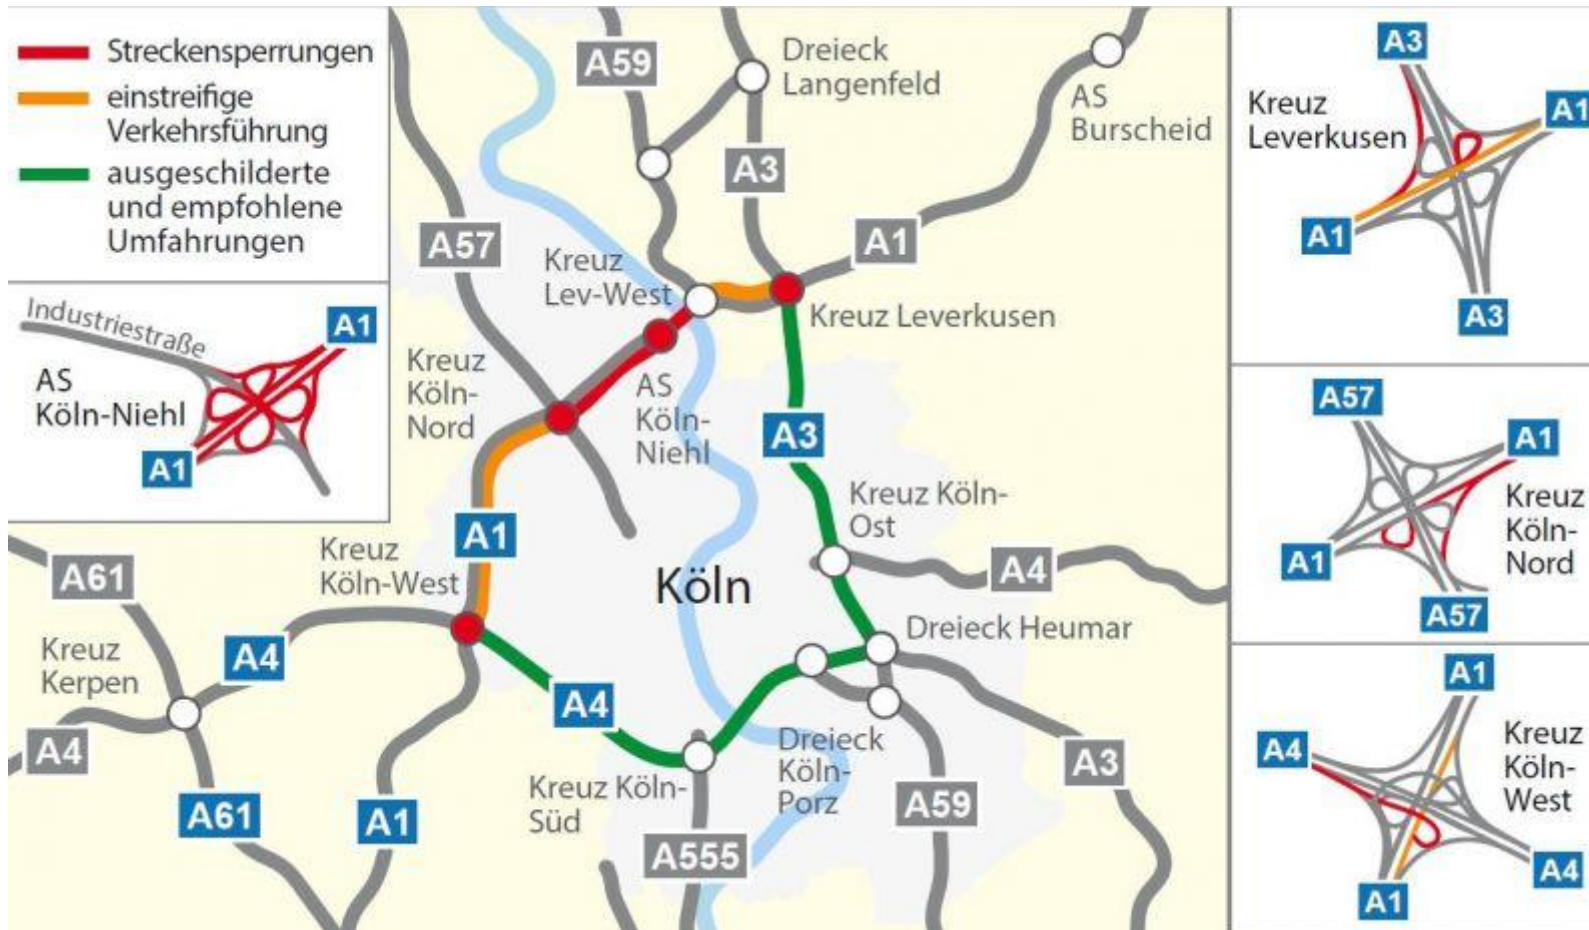 Streckensperrungen
einstreifige
Verkehrsführung
ausgeschilderte
und empfohlene
Umfahrungen
Industriestraße
A1
AS
Köln-Niehl
A1
A59
Dreieck
Langenfeld
AS
Burscheid
A3
A57
A1
Kreuz
Lev-West
Kreuz Leverkusen
Kreuz
Köln-
Nord
AS
Köln-
Niehl
A3
Kreuz Köln-
Ost
A1
Kreuz
Köln-West
A61
Köln
A4
Dreieck Heumar
Kreuz
Kerpen
A4
A4
A4
Dreieck
Köln-
Porz
A3
Kreuz Köln-
Süd
A61
A1
A59
A555
A3
Kreuz
Leverkusen
A1
A1
A3
A57
A1
Kreuz
Köln-
Nord
A1
A57
A1
A4
Kreuz
Köln-
West
A4
A1